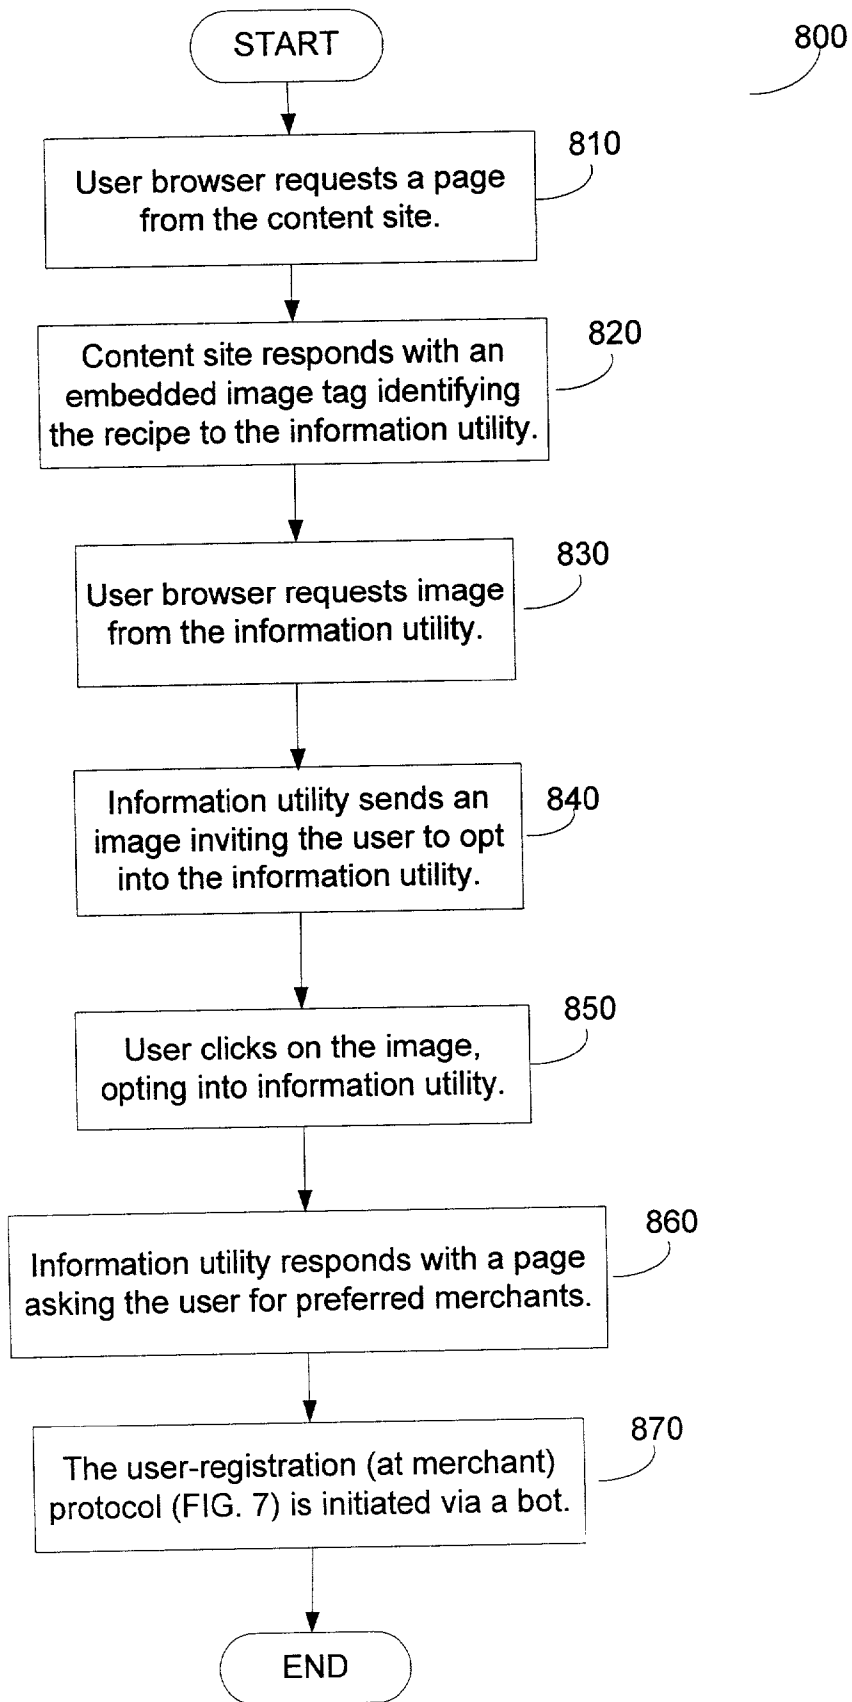 START
800
810
User browser requests a page
from the content site.
820
Content site responds with an
embedded image tag identifying
the recipe to the information utility.
830
User browser requests image
from the information utility.
840
Information utility sends an
image inviting the user to opt
into the information utility.
850
User clicks on the image,
opting into information utility.
860
Information utility responds with a page
asking the user for preferred merchants.
870
The user-registration (at merchant)
protocol (FIG. 7) is initiated via a bot.
END